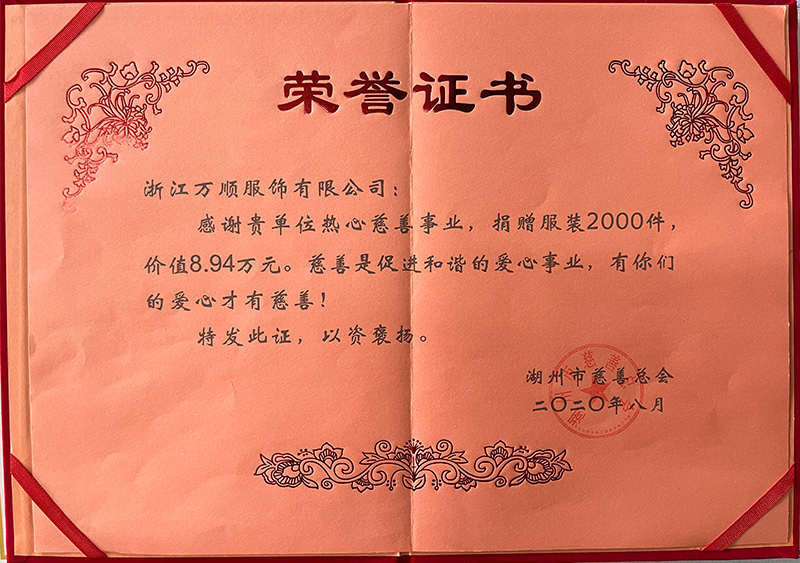 荣誉证书
浙江万顺服饰有限公司：
感谢贵单位热心慈善事业，捐赠服装2000件，
价值8.94万元。慈善是促进和谐的爱心事业，有你们
的爱心才有慈善！
特发此证，以资褒扬。
湖州市慈善总会
二〇二〇年八月